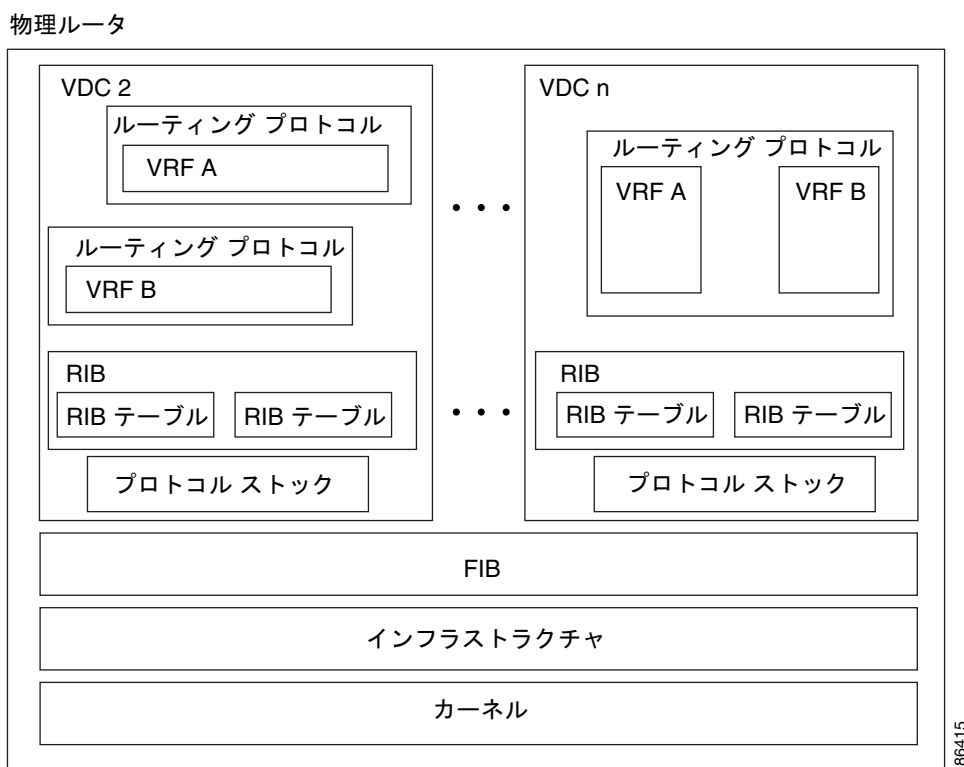 物理ルータ
VDC 2
ルーティング プロトコル
VRF A
ルーティング プロトコル
VRF B
RIB
RIB テーブル
RIB テーブル
プロトコル ストック
• • •
• • •
VDC n
ルーティング プロトコル
VRF A
VRF B
RIB
RIB テーブル
RIB テーブル
プロトコル ストック
FIB
インフラストラクチャ
カーネル
86415